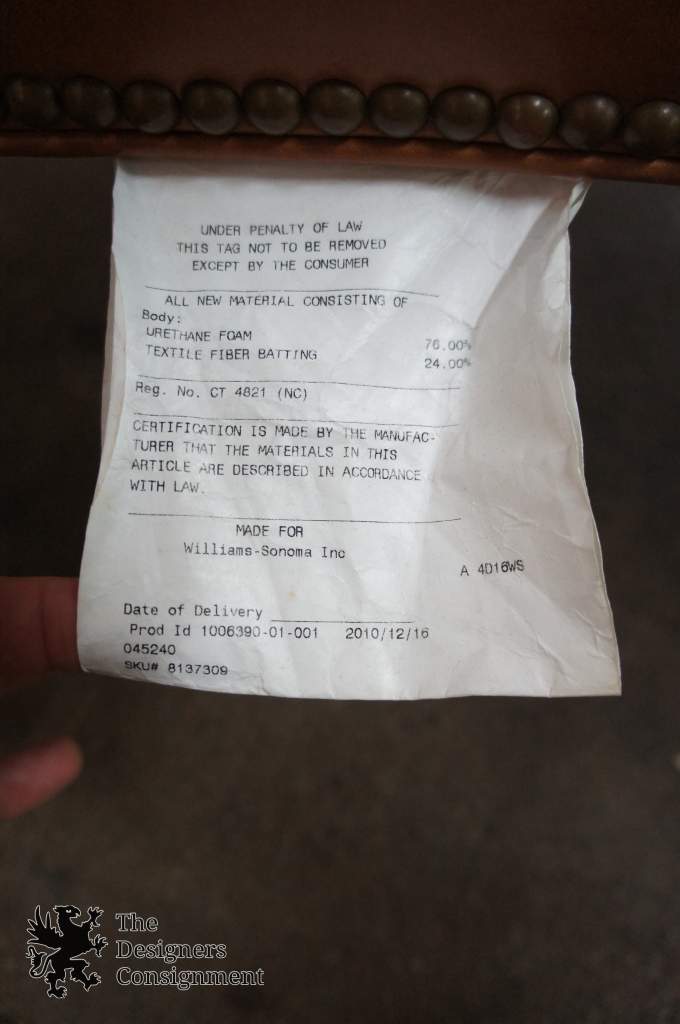 UNDER PENALTY OF LAW
THIS TAG NOT TO BE REMOVED
EXCEPT BY THE CONSUMER
ALL NEW MATERIAL CONSISTING OF
Body:
URETHANE FOAM 76.00%
TEXTILE FIBER BATTING 24.00%
Reg. No. CT 4821 (NC)
CERTIFICATION IS MADE BY THE MANUFAC-
TURER THAT THE MATERIALS IN THIS
ARTICLE ARE DESCRIBED IN ACCORDANCE
WITH LAW.
MADE FOR
Williams-Sonoma Inc
A 4D16WS
Date of Delivery
Prod Id 1006390-01-001 2010/12/16
045240
SKU# 8137309
The
Designers
Consignment